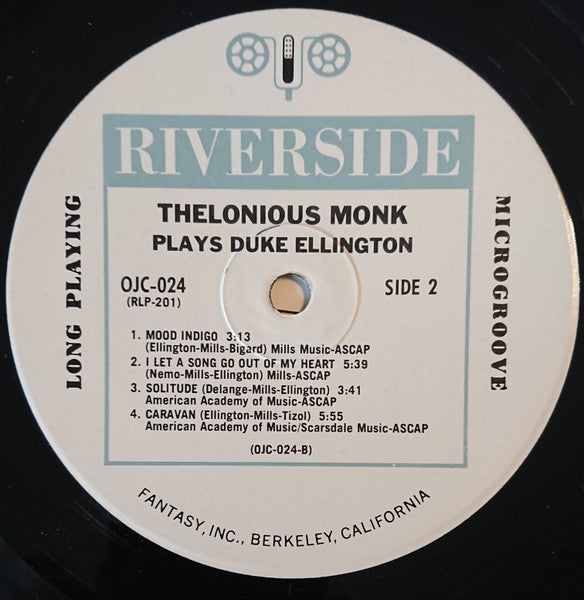 RIVERSIDE
THELONIOUS MONK
PLAYS DUKE ELLINGTON
OJC-024
(RLP-201)
SIDE 2
LONG PLAYING
MICROGROOVE
1. MOOD INDIGO 3:13
(Ellington-Mills-Bigard) Mills Music-ASCAP
2. I LET A SONG GO OUT OF MY HEART 5:39
(Nemo-Mills-Ellington) Mills-ASCAP
3. SOLITUDE (Delange-Mills-Ellington) 3:41
American Academy of Music-ASCAP
4. CARAVAN (Ellington-Mills-Tizol) 5:55
American Academy of Music/Scarsdale Music-ASCAP
(OJC-024-B)
FANTASY, INC., BERKELEY, CALIFORNIA